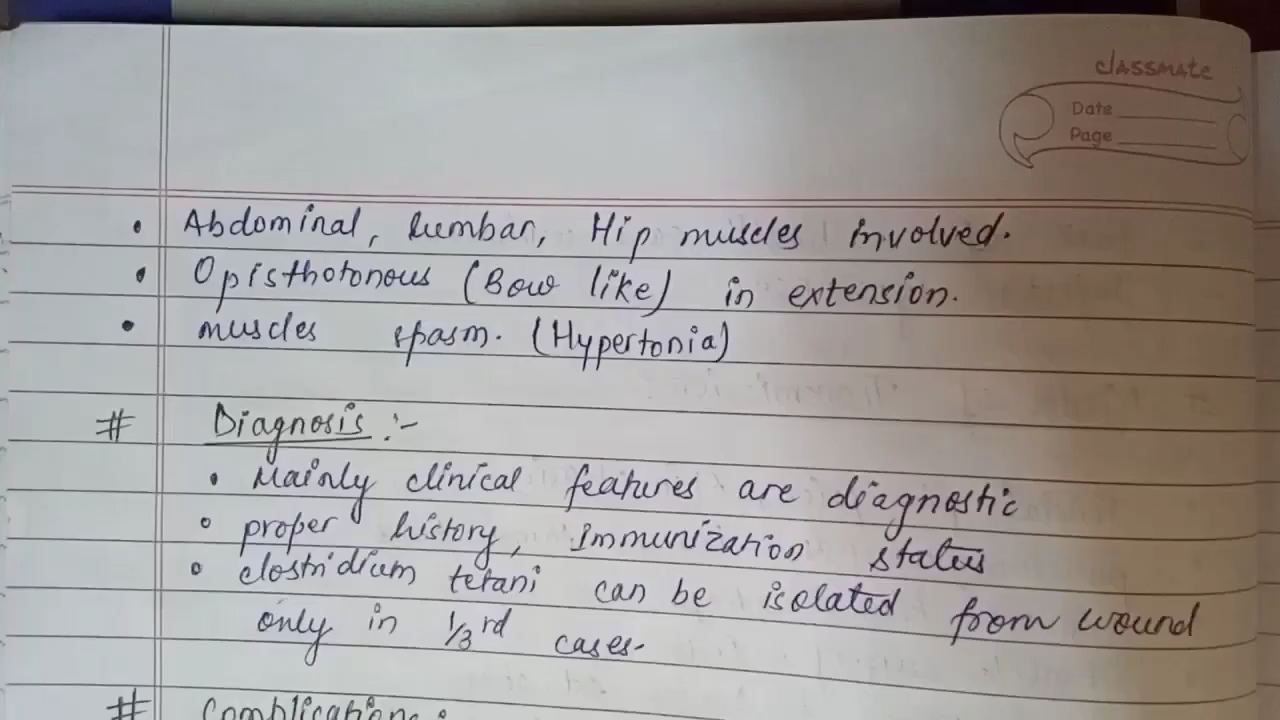 classmate
Date
Page
• Abdominal, Lumbar, Hip muscles involved.
• Opisthotonous (Bow like) in extension.
• muscles spasm. (Hypertonia)
# Diagnosis :-
• Mainly clinical features are diagnostic
• proper history, Immunization status
• clostridium tetani can be isolated from wound
only in 1/3rd cases.
# Complication :